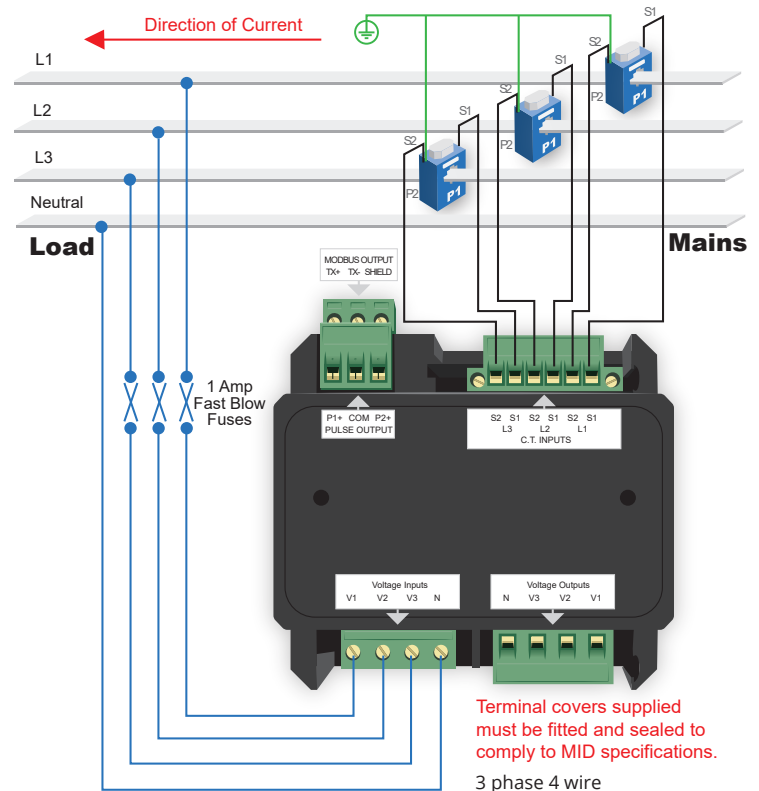 Direction of Current
S1
S2
S1
P2
P1
S2
S1
P2
P1
S2
P2
P1
L1
L2
L3
Neutral
Load
Mains
MODBUS OUTPUT
TX+ TX- SHIELD
1 Amp
Fast Blow
Fuses
P1+ COM P2+
PULSE OUTPUT
S2 S1 S2 S1 S2 S1
L3 L2 L1
C.T. INPUTS
Voltage Inputs
V1 V2 V3 N
Voltage Outputs
N V3 V2 V1
Terminal covers supplied
must be fitted and sealed to
comply to MID specifications.
3 phase 4 wire